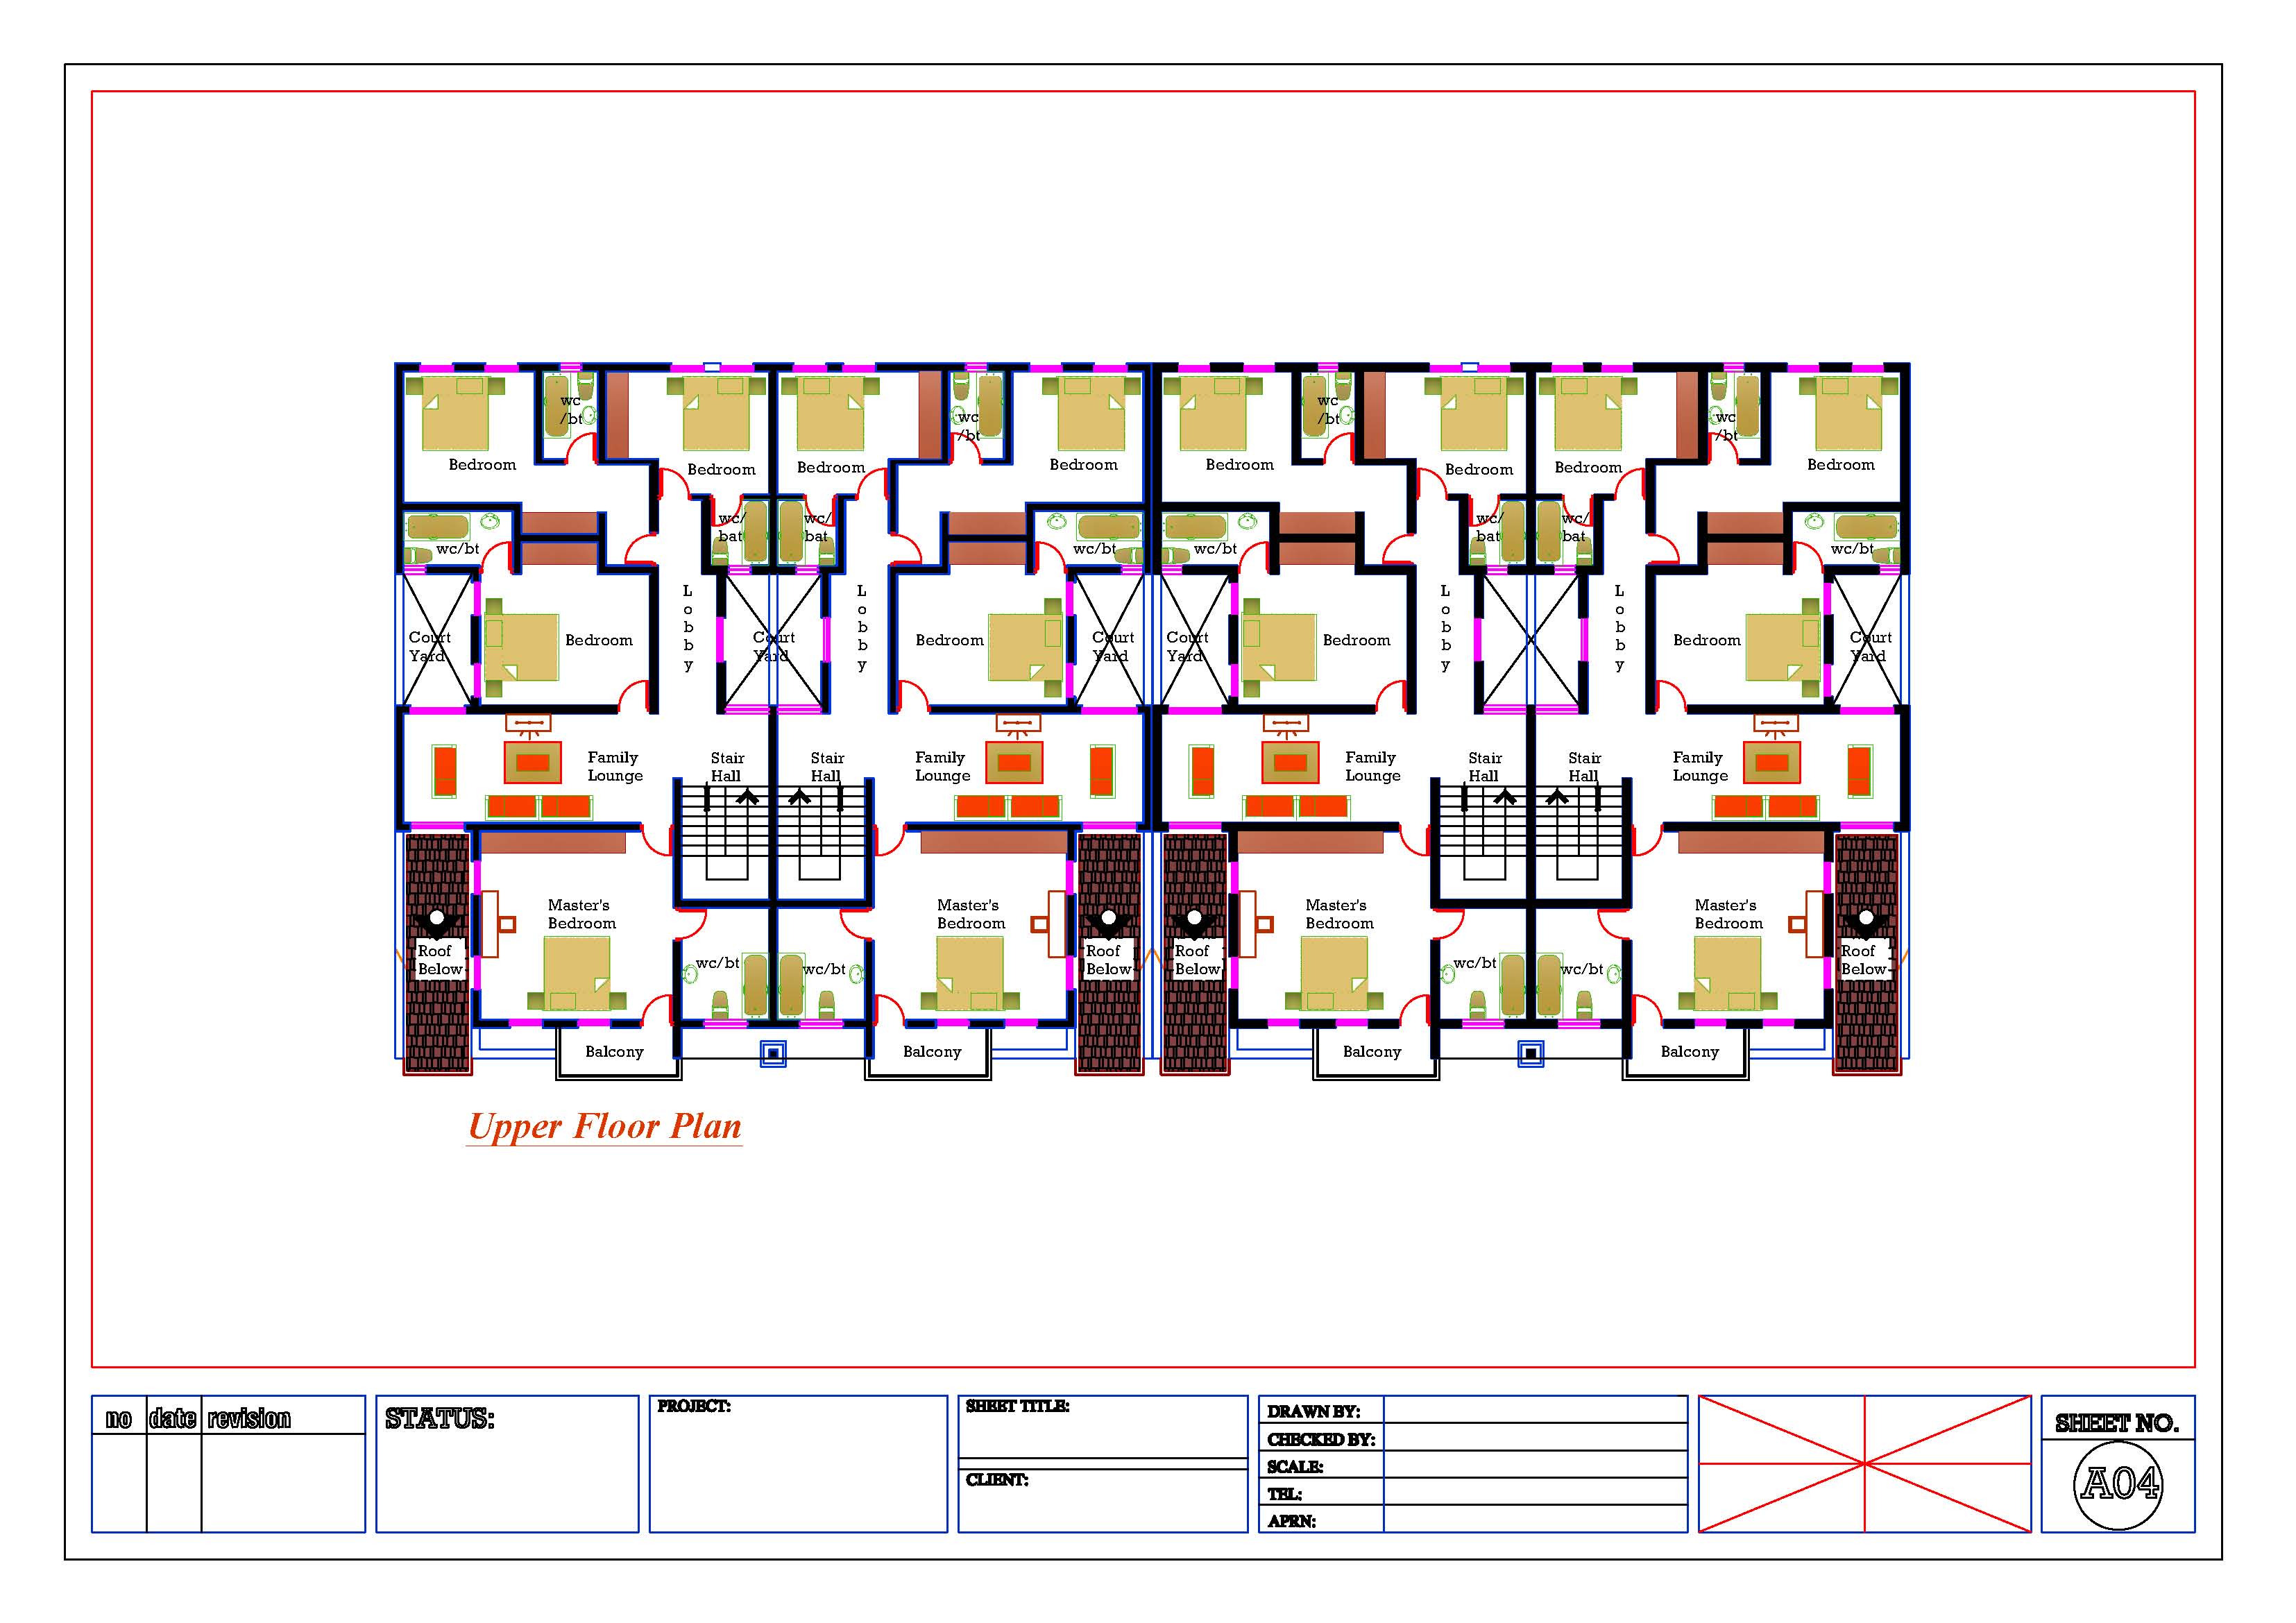 wc
/bt
wc
/bt
wc
/bt
wc
/bt
Bedroom
Bedroom
Bedroom
Bedroom
Bedroom
Bedroom
Bedroom
Bedroom
wc/
bat
wc/
bat
wc/
bat
wc/
bat
wc/bt
wc/bt
wc/bt
wc/bt
L
o
b
b
y
L
o
b
b
y
L
o
b
b
y
L
o
b
b
y
Court
Yard
Bedroom
Court
Yard
Bedroom
Court
Yard
Court
Yard
Bedroom
Bedroom
Court
Yard
Family
Lounge
Stair
Hall
Stair
Hall
Family
Lounge
Family
Lounge
Stair
Hall
Stair
Hall
Family
Lounge
Master's
Bedroom
Master's
Bedroom
Master's
Bedroom
Master's
Bedroom
Roof
Below
wc/bt
wc/bt
Roof
Below
Roof
Below
wc/bt
wc/bt
Roof
Below
Balcony
Balcony
Balcony
Balcony
Upper Floor Plan
no date revision
STATUS:
PROJECT:
SHEET TITLE:
CLIENT:
DRAWN BY:
CHECKED BY:
SCALE:
TEL:
APRN:
SHEET NO.
A04